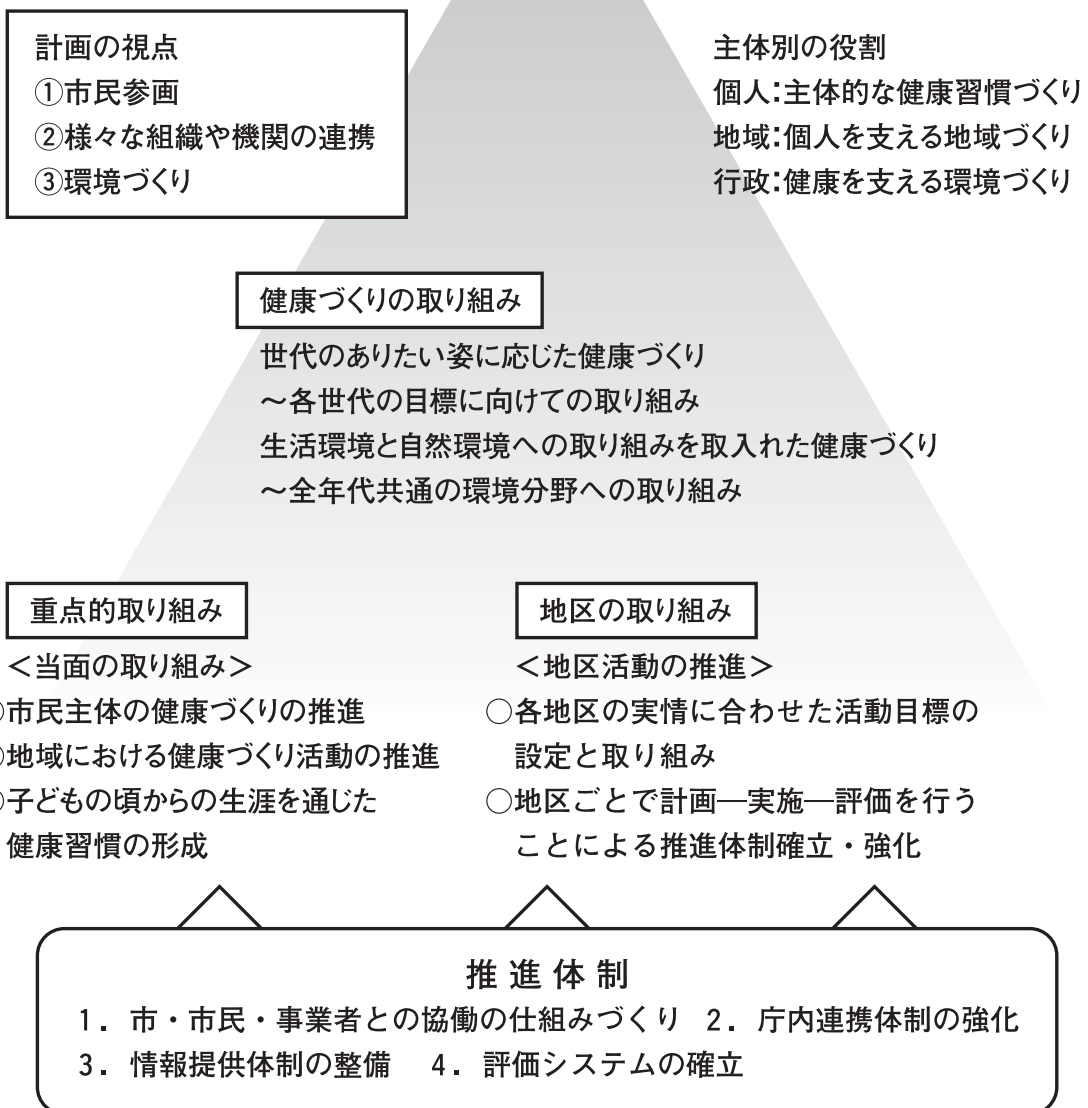 計画の視点
①市民参画
②様々な組織や機関の連携
③環境づくり
主体別の役割
個人:主体的な健康習慣づくり
地域:個人を支える地域づくり
行政:健康を支える環境づくり
健康づくりの取り組み
世代のありたい姿に応じた健康づくり
～各世代の目標に向けての取り組み
生活環境と自然環境への取り組みを取入れた健康づくり
～全年代共通の環境分野への取り組み
重点的取り組み
＜当面の取り組み＞
○市民主体の健康づくりの推進
○地域における健康づくり活動の推進
○子どもの頃からの生涯を通じた
健康習慣の形成
地区の取り組み
＜地区活動の推進＞
○各地区の実情に合わせた活動目標の
設定と取り組み
○地区ごとで計画―実施―評価を行う
ことによる推進体制確立・強化
推進体制
1．市・市民・事業者との協働の仕組みづくり 2．庁内連携体制の強化
3．情報提供体制の整備 4．評価システムの確立